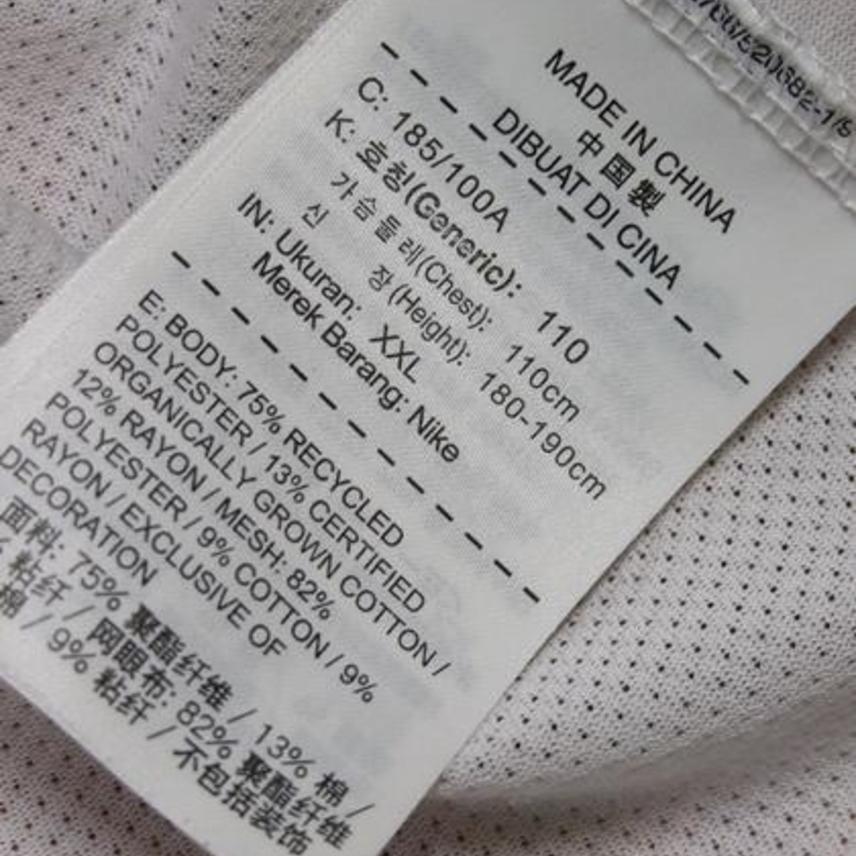 MADE IN CHINA
中国製
DIBUAT DI CINA
C: 185/100A
K: 호칭(Generic): 110
가슴둘레(Chest): 110cm
신 장(Height): 180-190cm
IN: Ukuran: XXL
Merek Barang: Nike
E: BODY: 75% RECYCLED
POLYESTER / 13% CERTIFIED
ORGANICALLY GROWN COTTON /
12% RAYON / MESH: 82%
POLYESTER / 9% COTTON / 9%
RAYON / EXCLUSIVE OF
DECORATION
面料: 75% 聚酯纤维 / 13% 棉 /
% 粘纤 / 网眼布: 82% 聚酯纤维
棉 / 9% 粘纤 / 不包括装饰